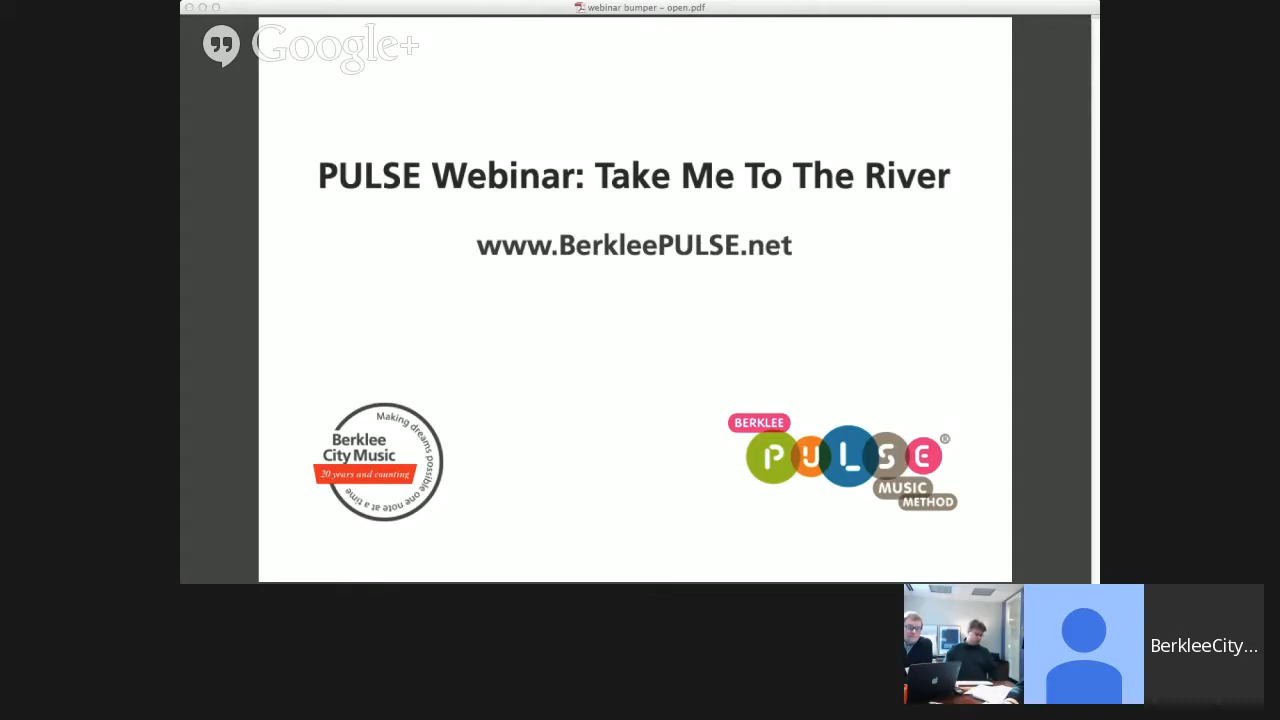 webinar bumper – open.pdf
Google+
PULSE Webinar: Take Me To The River
www.BerkleePULSE.net
Making dreams possible one note at a time
Berklee
City Music
20 years and counting
BERKLEE
PULSE®
MUSIC
METHOD
BerkleeCity...